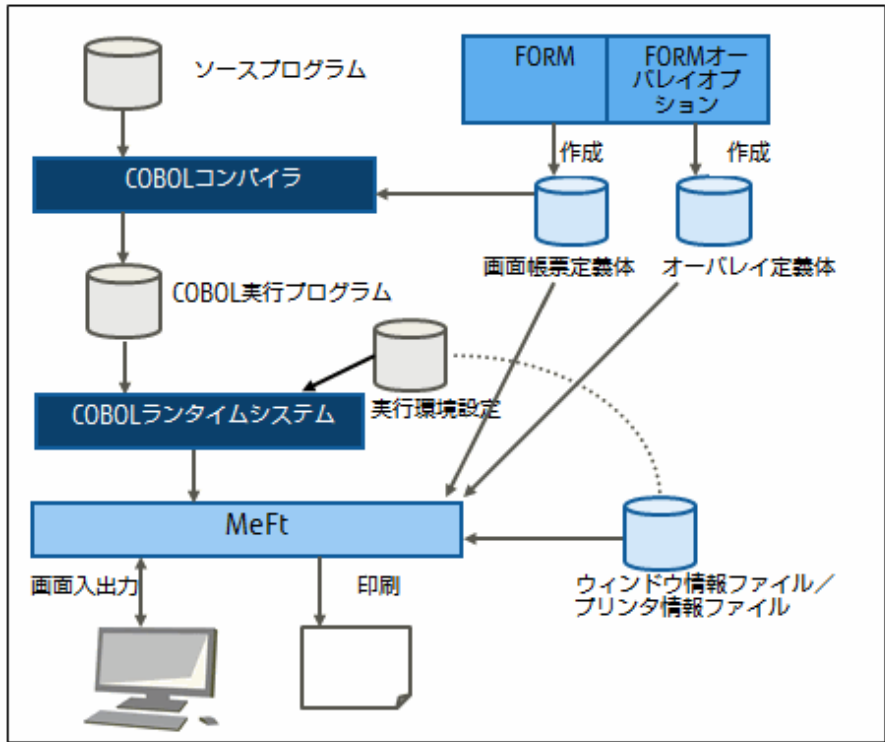 ソースプログラム
FORM
FORMオー
バレイオプ
ション
作成
作成
COBOLコンパイラ
画面帳票定義体
オーバレイ定義体
COBOL実行プログラム
COBOLランタイムシステム
実行環境設定
MeFt
画面入出力
印刷
ウィンドウ情報ファイル／
プリンタ情報ファイル